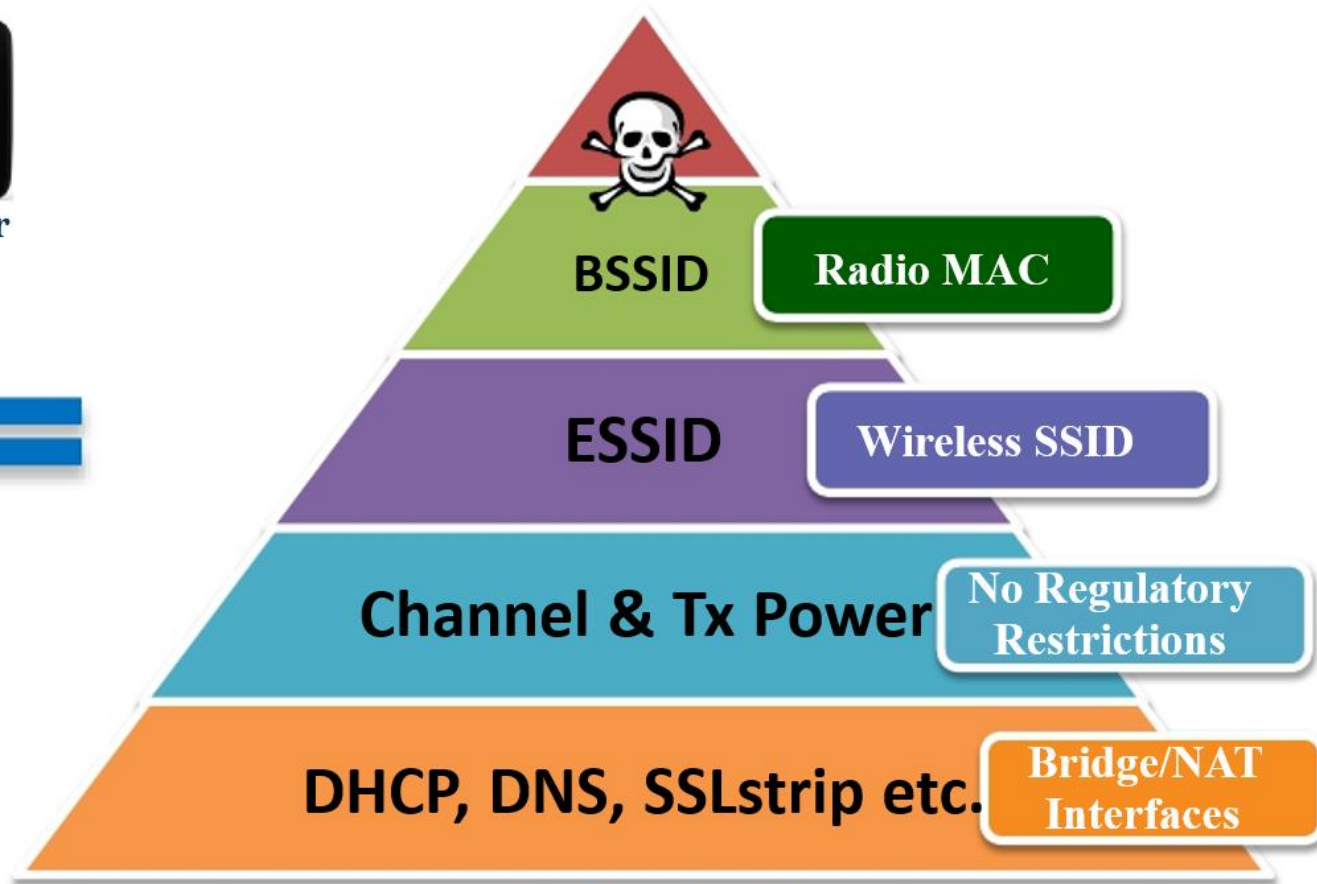 BSSID
Radio MAC
ESSID
Wireless SSID
Channel & Tx Power
No Regulatory
Restrictions
DHCP, DNS, SSLstrip etc.
Bridge/NAT
Interfaces